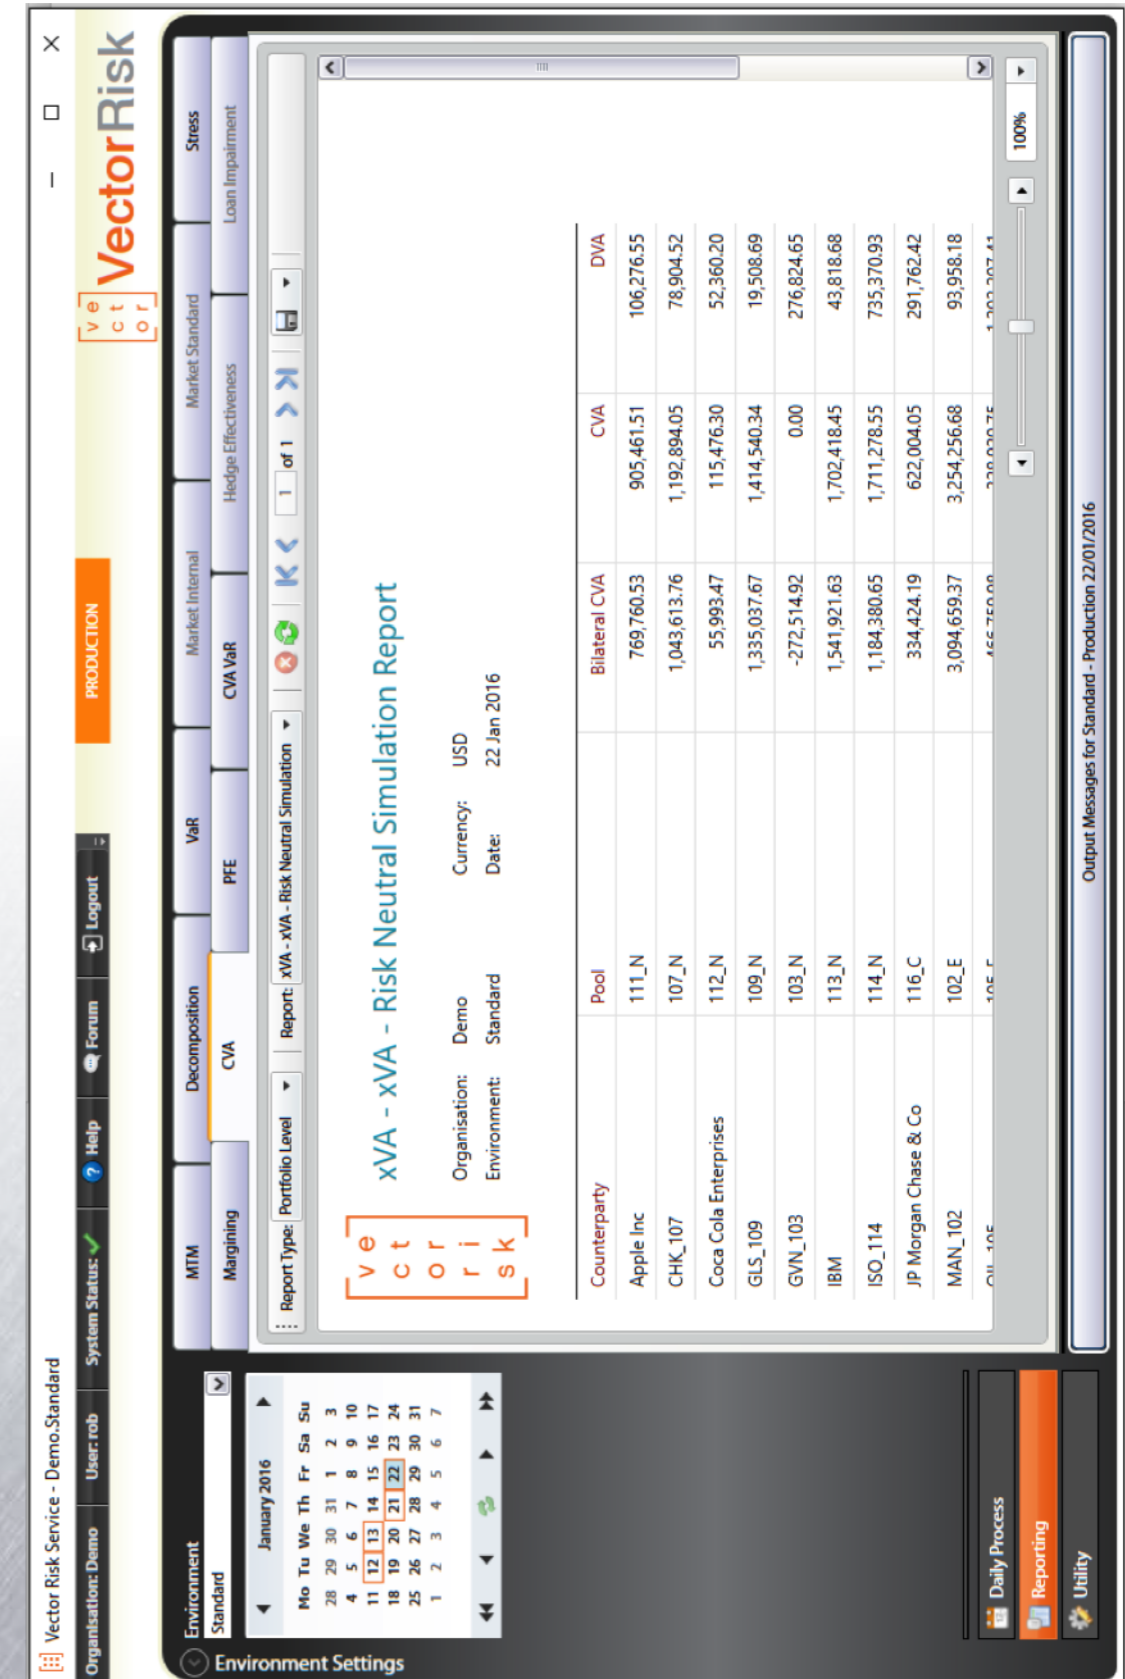 Vector Risk Service - Demo.Standard
Organisation: Demo User: rob System Status: Help Forum Logout PRODUCTION
[ve ct or] VectorRisk
Environment
Standard
January 2016
Mo Tu We Th Fr Sa Su
28 29 30 31 1 2 3
4 5 6 7 8 9 10
11 12 13 14 15 16 17
18 19 20 21 22 23 24
25 26 27 28 29 30 31
1 2 3 4 5 6 7
Environment Settings
Daily Process
Reporting
Utility
MTM Decomposition VaR Market Internal Market Standard Stress
Margining CVA PFE CVA VaR Hedge Effectiveness Loan Impairment
Report Type: Portfolio Level Report: xVA - xVA - Risk Neutral Simulation 1 of 1
vector risk
xVA - xVA - Risk Neutral Simulation Report
Organisation: Demo Currency: USD
Environment: Standard Date: 22 Jan 2016
Counterparty Pool Bilateral CVA CVA DVA
Apple Inc 111_N 769,760.53 905,461.51 106,276.55
CHK_107 107_N 1,043,613.76 1,192,894.05 78,904.52
Coca Cola Enterprises 112_N 55,993.47 115,476.30 52,360.20
GLS_109 109_N 1,335,037.67 1,414,540.34 19,508.69
GVN_103 103_N -272,514.92 0.00 276,824.65
IBM 113_N 1,541,921.63 1,702,418.45 43,818.68
ISO_114 114_N 1,184,380.65 1,711,278.55 735,370.93
JP Morgan Chase & Co 116_C 334,424.19 622,004.05 291,762.42
MAN_102 102_E 3,094,659.37 3,254,256.68 93,958.18
100%
Output Messages for Standard - Production 22/01/2016